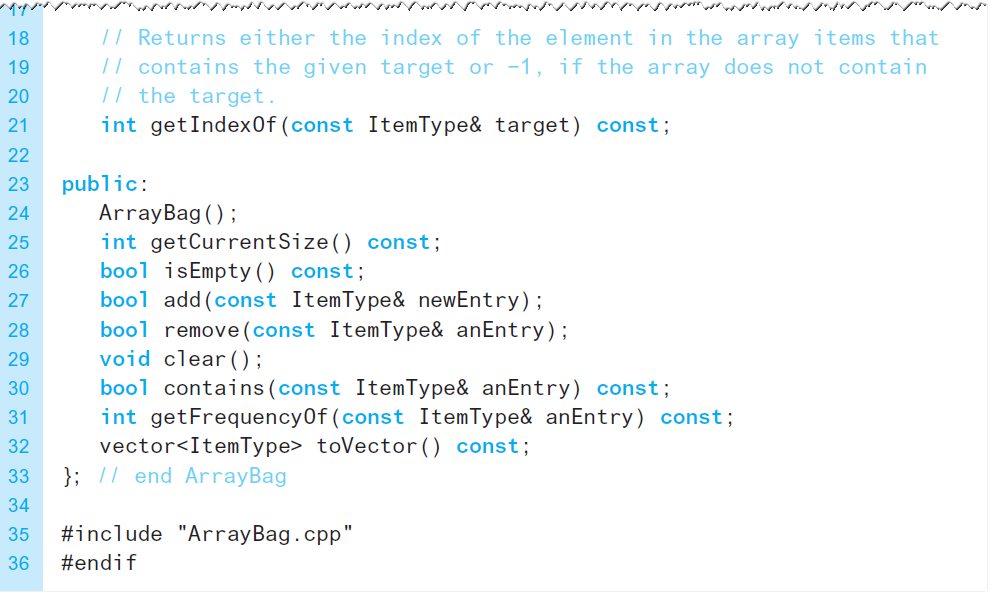 17
18 // Returns either the index of the element in the array items that
19 // contains the given target or −1, if the array does not contain
20 // the target.
21 int getIndexOf(const ItemType& target) const;
22
23 public:
24 ArrayBag();
25 int getCurrentSize() const;
26 bool isEmpty() const;
27 bool add(const ItemType& newEntry);
28 bool remove(const ItemType& anEntry);
29 void clear();
30 bool contains(const ItemType& anEntry) const;
31 int getFrequencyOf(const ItemType& anEntry) const;
32 vector<ItemType> toVector() const;
33 }; // end ArrayBag
34
35 #include "ArrayBag.cpp"
36 #endif